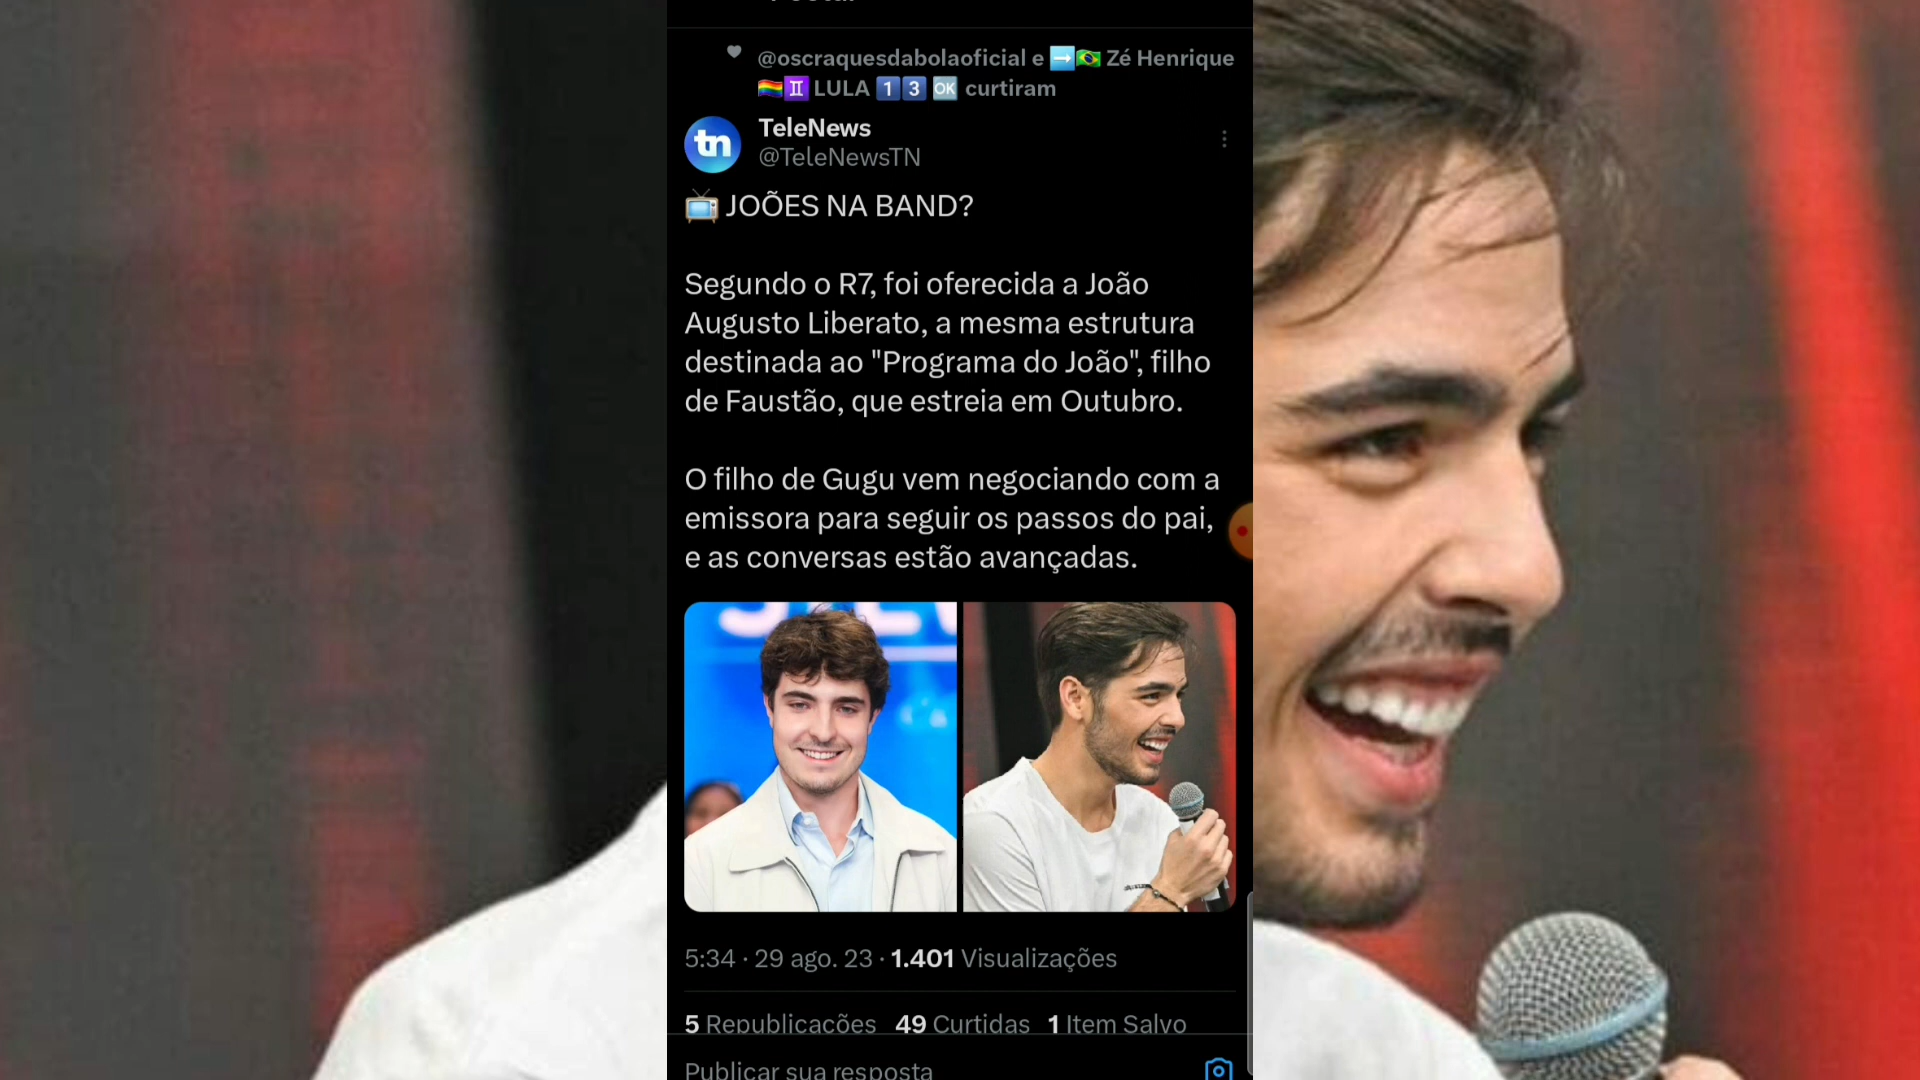 @oscraquesdabolaoficial e ➡️🇧🇷 Zé Henrique
🏳️‍🌈♊ LULA 1️⃣3️⃣ 🆗 curtiram
tn
TeleNews
@TeleNewsTN
📺 JOÕES NA BAND?
Segundo o R7, foi oferecida a João
Augusto Liberato, a mesma estrutura
destinada ao "Programa do João", filho
de Faustão, que estreia em Outubro.
O filho de Gugu vem negociando com a
emissora para seguir os passos do pai,
e as conversas estão avançadas.
5:34 · 29 ago. 23 · 1.401 Visualizações
5 Republicações 49 Curtidas 1 Item Salvo
Publicar sua resposta